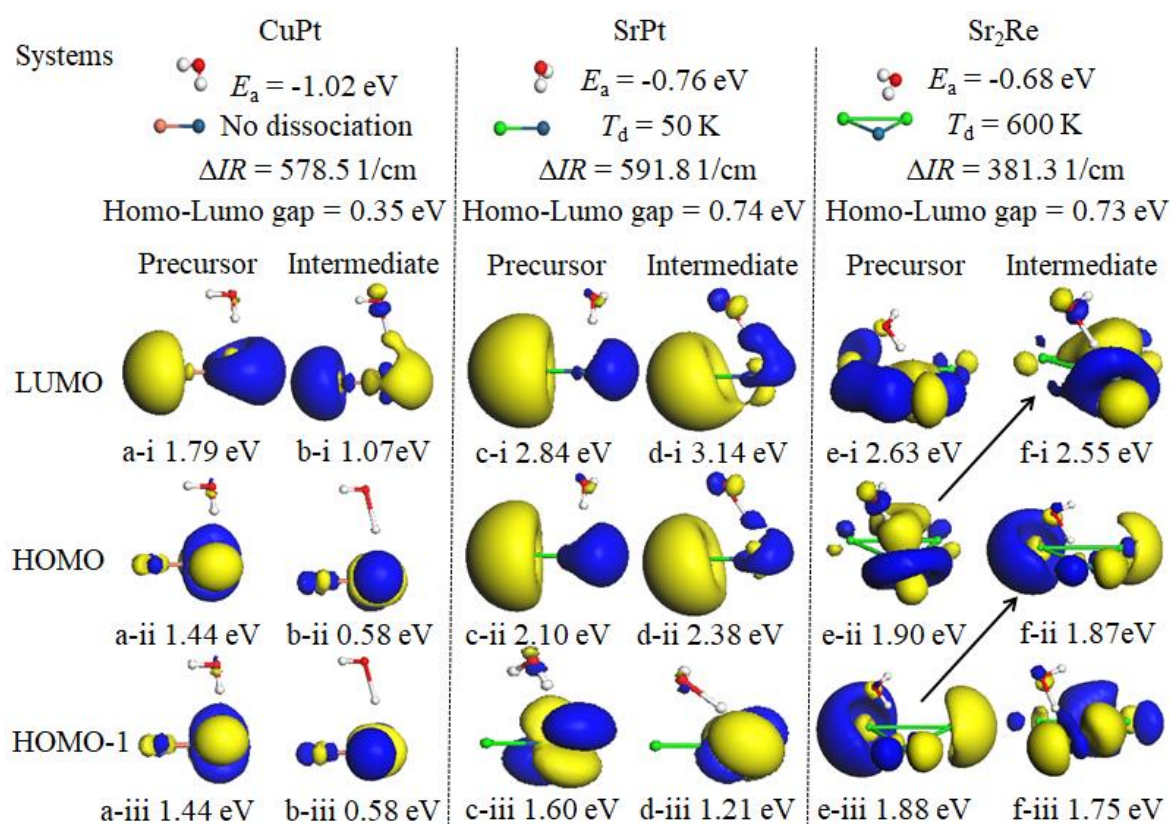 Systems
CuPt
SrPt
Sr₂Re
Eₐ = -1.02 eV
Eₐ = -0.76 eV
Eₐ = -0.68 eV
No dissociation
T_d = 50 K
T_d = 600 K
ΔIR = 578.5 1/cm
ΔIR = 591.8 1/cm
ΔIR = 381.3 1/cm
Homo-Lumo gap = 0.35 eV
Homo-Lumo gap = 0.74 eV
Homo-Lumo gap = 0.73 eV
Precursor Intermediate
Precursor Intermediate
Precursor Intermediate
LUMO
a-i 1.79 eV b-i 1.07eV
c-i 2.84 eV d-i 3.14 eV
e-i 2.63 eV f-i 2.55 eV
HOMO
a-ii 1.44 eV b-ii 0.58 eV
c-ii 2.10 eV d-ii 2.38 eV
e-ii 1.90 eV f-ii 1.87eV
HOMO-1
a-iii 1.44 eV b-iii 0.58 eV
c-iii 1.60 eV d-iii 1.21 eV
e-iii 1.88 eV f-iii 1.75 eV